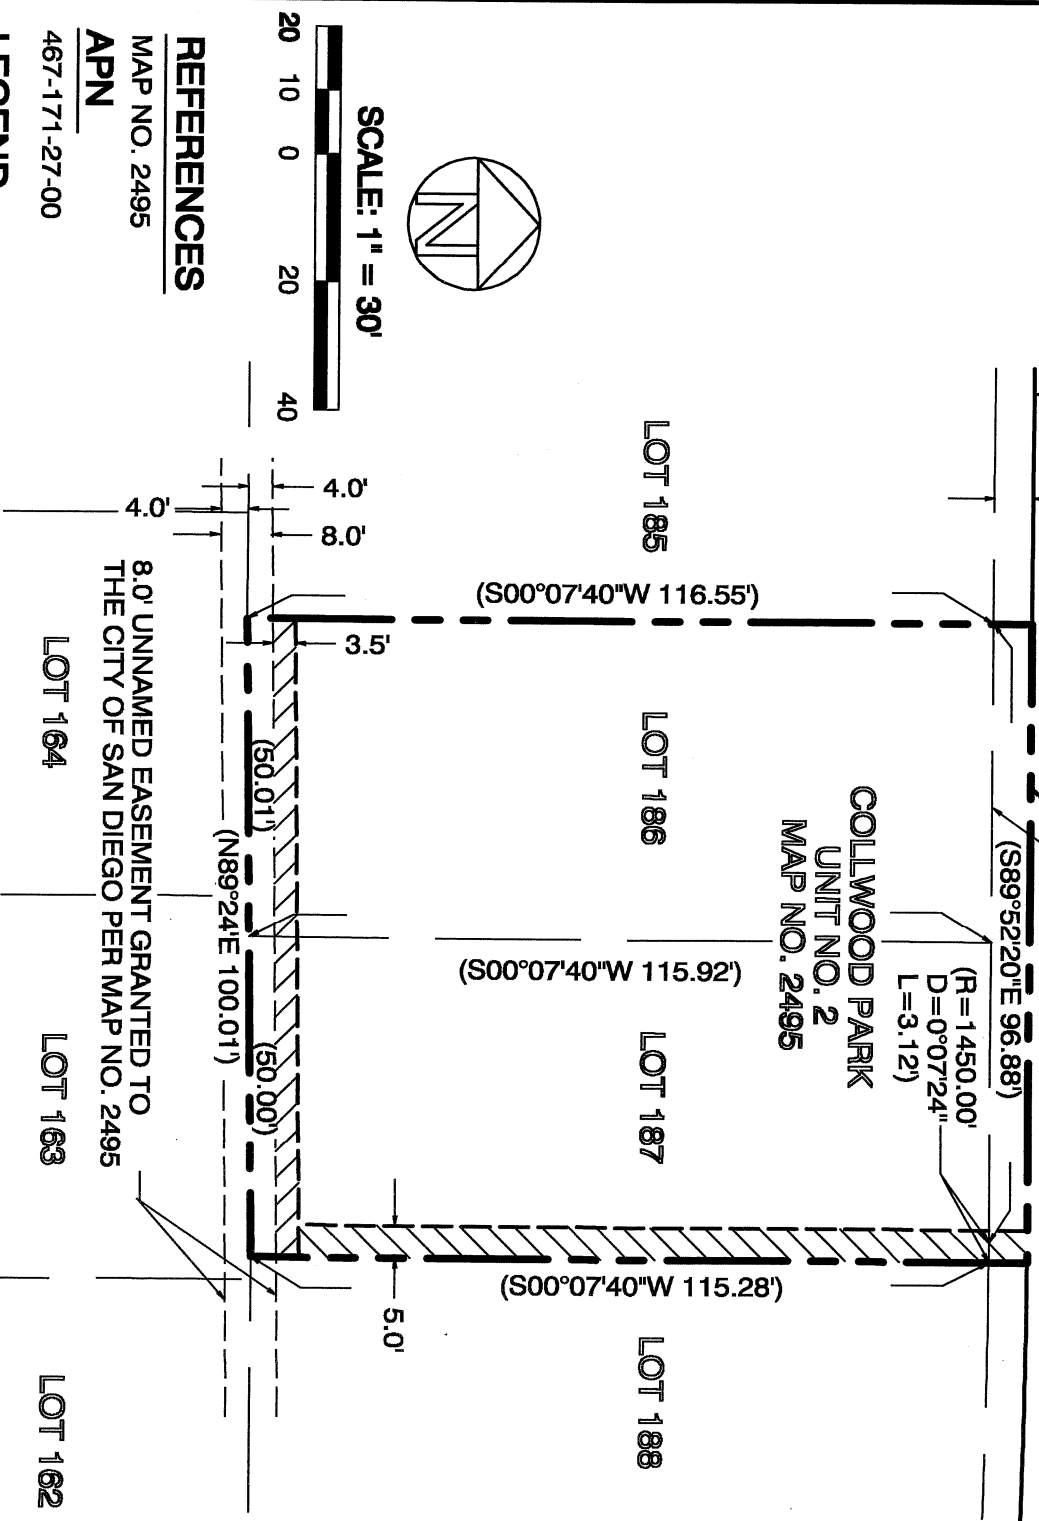 (S89°52'20"E 96.88')
(R=1450.00'
D=0°07'24"
L=3.12')
COLLWOOD PARK
UNIT NO. 2
MAP NO. 2495
LOT 185
LOT 186
LOT 187
LOT 188
(S00°07'40"W 116.55')
(S00°07'40"W 115.92')
(S00°07'40"W 115.28')
N
SCALE: 1" = 30'
20 10 0 20 40
4.0'
8.0'
4.0'
3.5'
5.0'
(50.01')
(50.00')
(N89°24'E 100.01')
REFERENCES
MAP NO. 2495
APN
467-171-27-00
8.0' UNNAMED EASEMENT GRANTED TO
THE CITY OF SAN DIEGO PER MAP NO. 2495
LOT 164
LOT 163
LOT 162
LEGEND